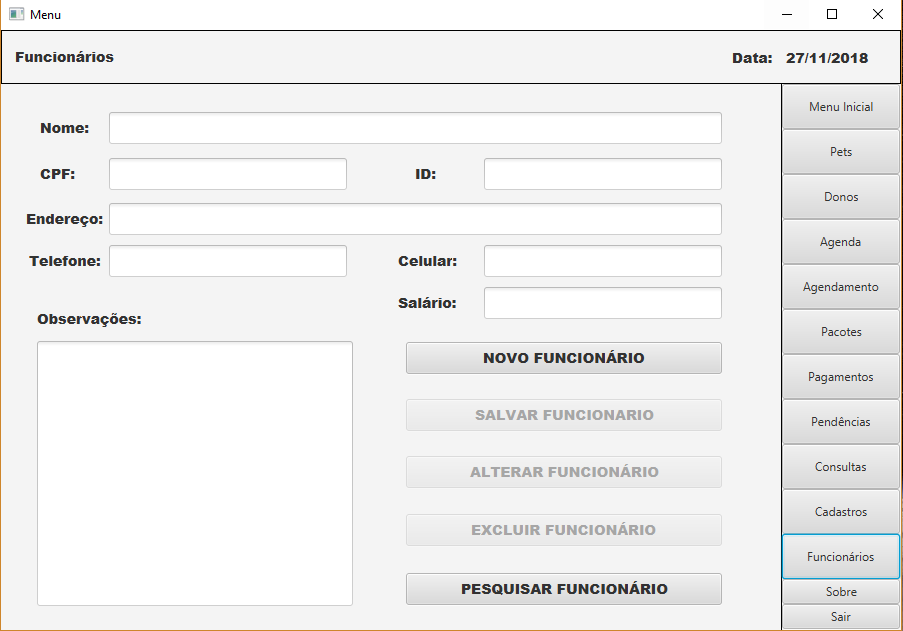 Menu
Funcionários
Data: 27/11/2018
Nome:
CPF:
ID:
Endereço:
Telefone:
Celular:
Salário:
Observações:
NOVO FUNCIONÁRIO
SALVAR FUNCIONARIO
ALTERAR FUNCIONÁRIO
EXCLUIR FUNCIONÁRIO
PESQUISAR FUNCIONÁRIO
Menu Inicial
Pets
Donos
Agenda
Agendamento
Pacotes
Pagamentos
Pendências
Consultas
Cadastros
Funcionários
Sobre
Sair